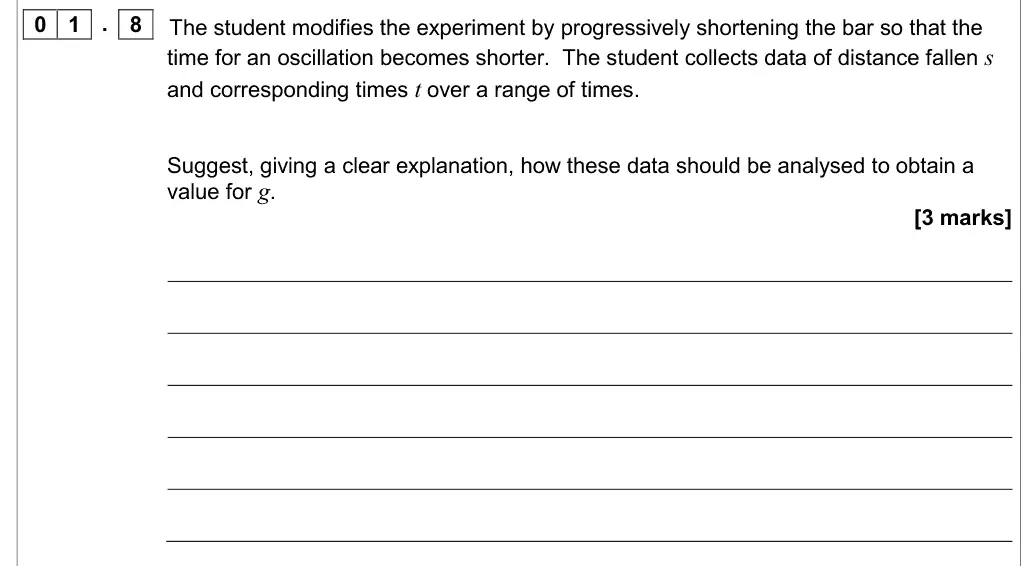 01.8 The student modifies the experiment by progressively shortening the bar so that the
time for an oscillation becomes shorter. The student collects data of distance fallen s
and corresponding times t over a range of times.
Suggest, giving a clear explanation, how these data should be analysed to obtain a
value for g.
[3 marks]